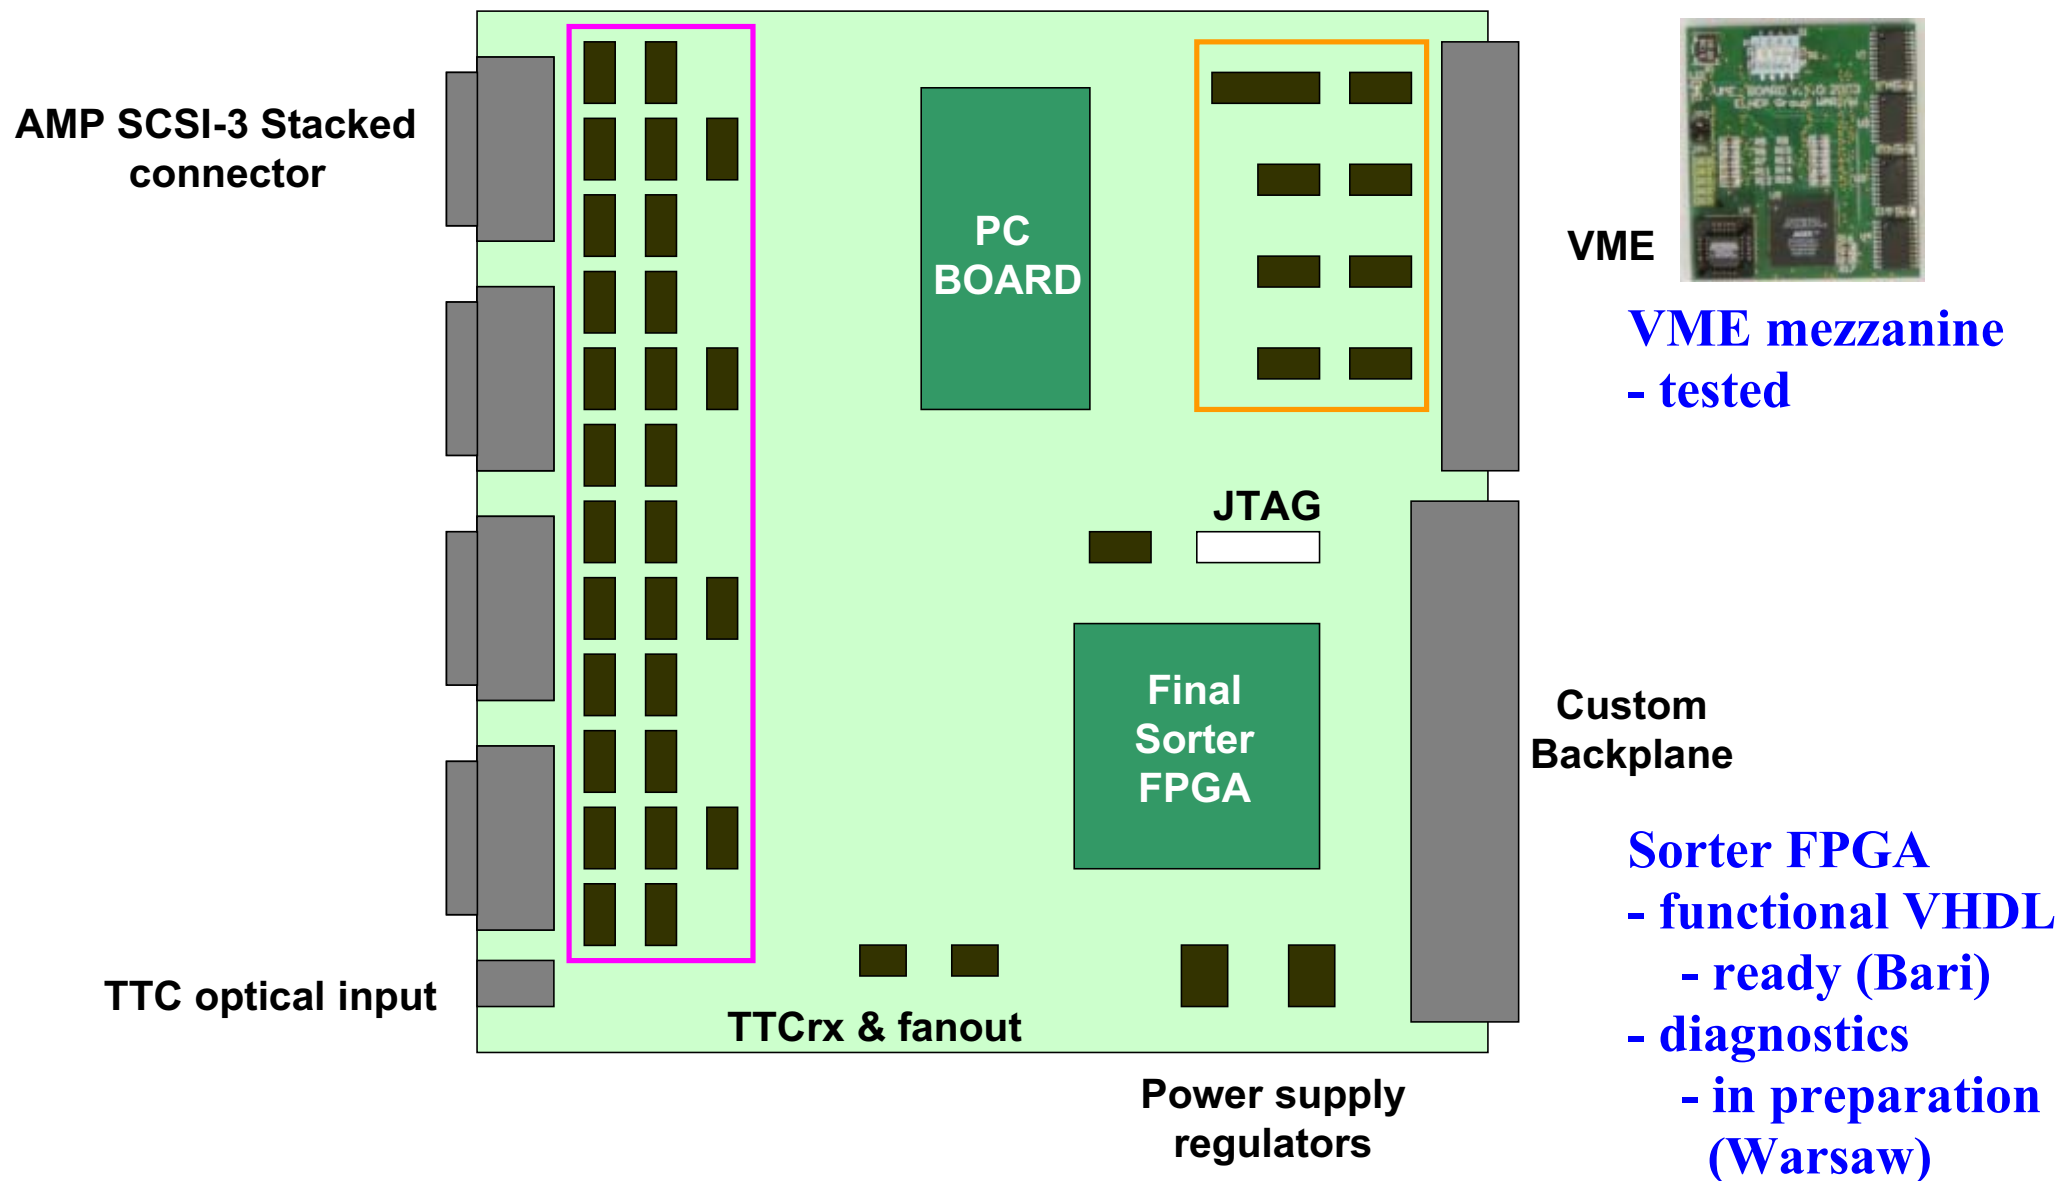 AMP SCSI-3 Stacked
connector
PC
BOARD
VME
VME mezzanine
- tested
JTAG
Final
Sorter
FPGA
Custom
Backplane
Sorter FPGA
- functional VHDL
- ready (Bari)
- diagnostics
- in preparation
(Warsaw)
TTC optical input
TTCrx & fanout
Power supply
regulators